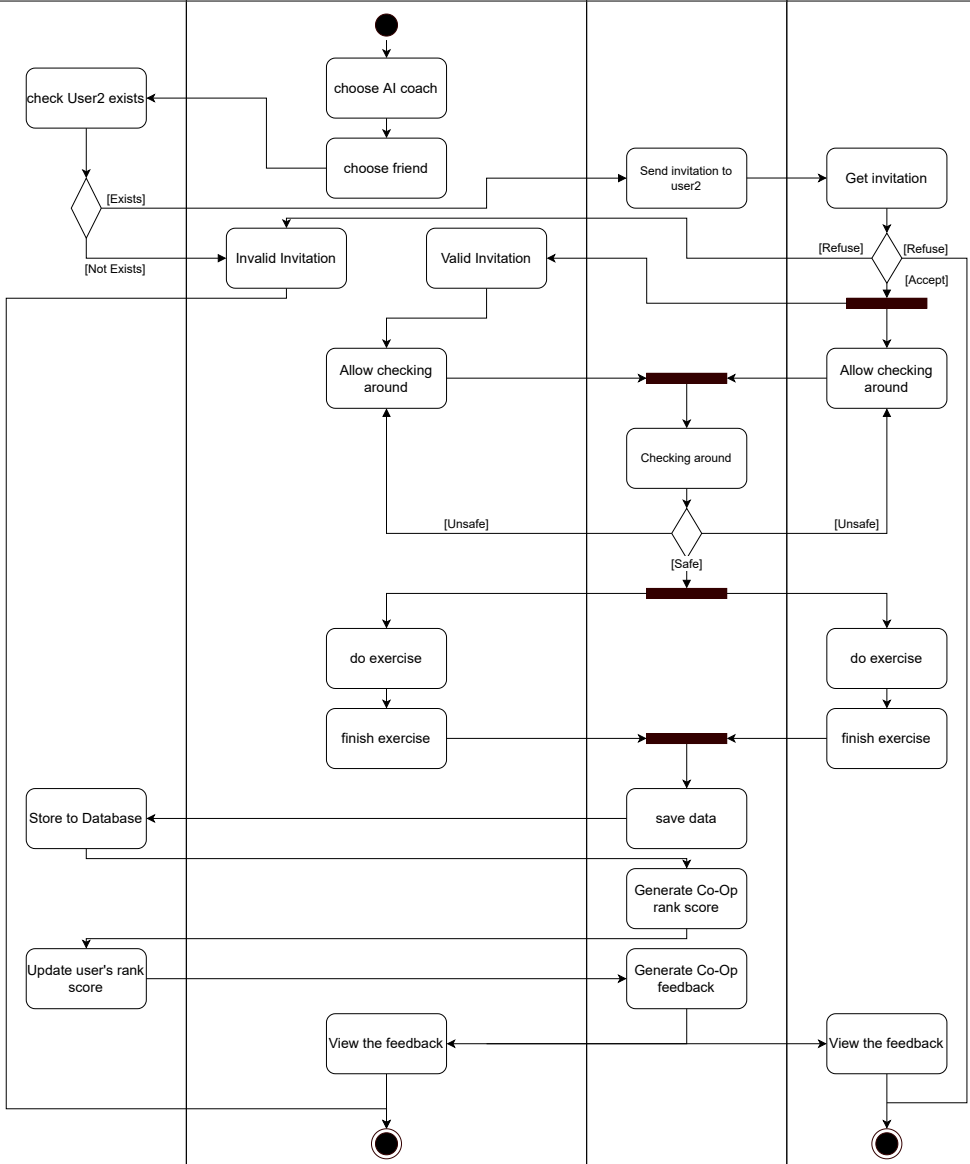 choose AI coach
check User2 exists
choose friend
Send invitation to
user2
Get invitation
[Exists]
[Refuse]
[Refuse]
Invalid Invitation
Valid Invitation
[Not Exists]
[Accept]
Allow checking
around
Allow checking
around
Checking around
[Unsafe]
[Unsafe]
[Safe]
do exercise
do exercise
finish exercise
finish exercise
Store to Database
save data
Generate Co-Op
rank score
Update user's rank
score
Generate Co-Op
feedback
View the feedback
View the feedback